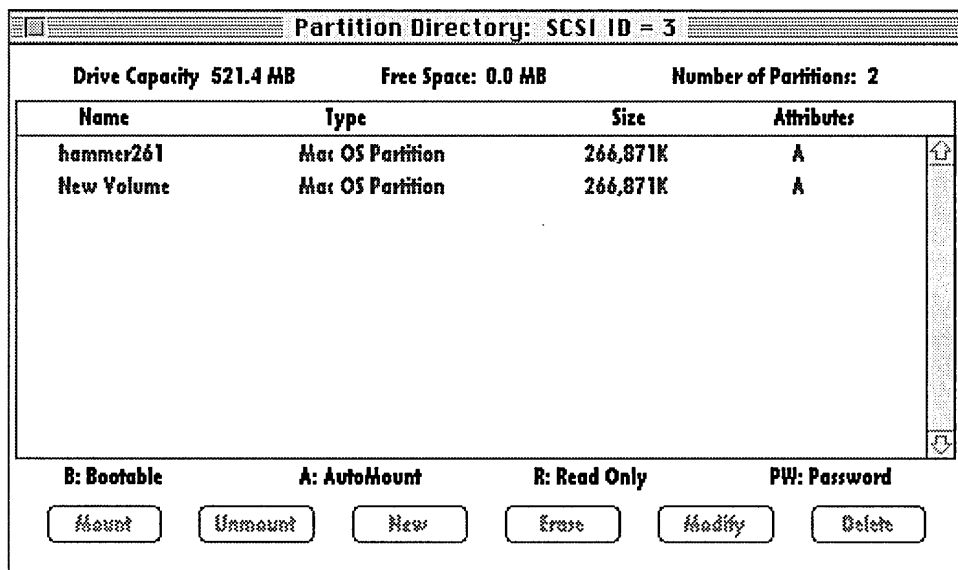 Partition Directory: SCSI ID = 3
Drive Capacity 521.4 MB Free Space: 0.0 MB Number of Partitions: 2
Name Type Size Attributes
hammer261 Mac OS Partition 266,871K A
New Volume Mac OS Partition 266,871K A
B: Bootable A: AutoMount R: Read Only PW: Password
Mount Unmount New Erase Modify Delete